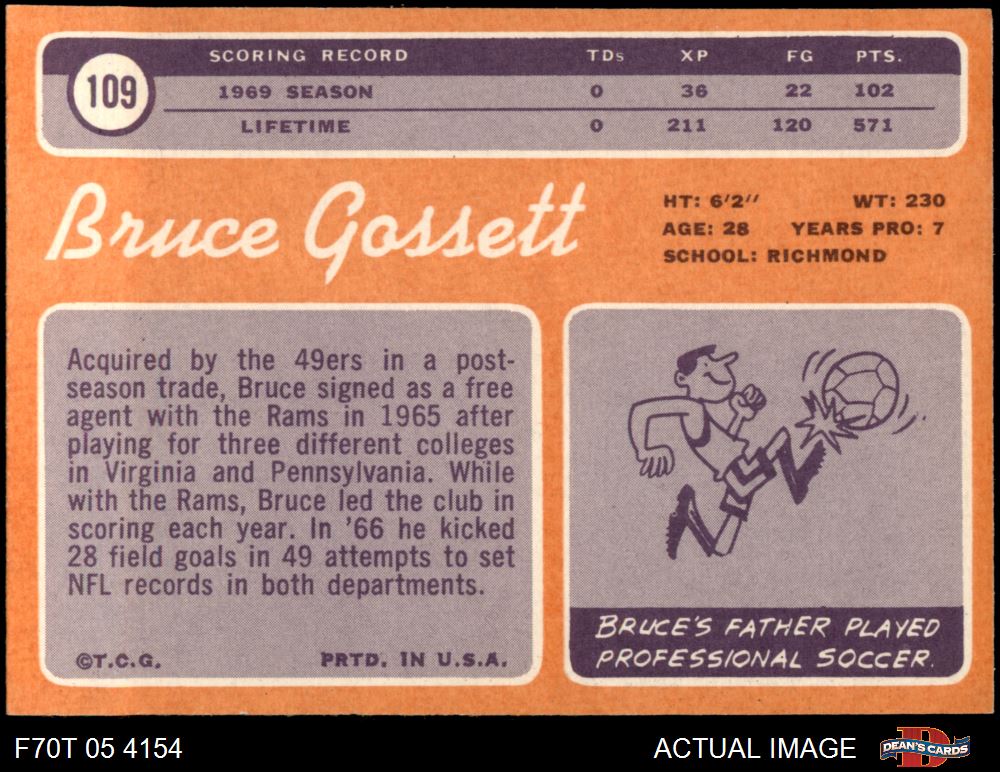 109
SCORING RECORD TDs XP FG PTS.
1969 SEASON 0 36 22 102
LIFETIME 0 211 120 571
Bruce Gossett
HT: 6'2" WT: 230
AGE: 28 YEARS PRO: 7
SCHOOL: RICHMOND
Acquired by the 49ers in a post-
season trade, Bruce signed as a free
agent with the Rams in 1965 after
playing for three different colleges
in Virginia and Pennsylvania. While
with the Rams, Bruce led the club in
scoring each year. In '66 he kicked
28 field goals in 49 attempts to set
NFL records in both departments.
©T.C.G. PRTD. IN U.S.A.
BRUCE'S FATHER PLAYED
PROFESSIONAL SOCCER.
F70T 05 4154 ACTUAL IMAGE DEAN'S CARDS